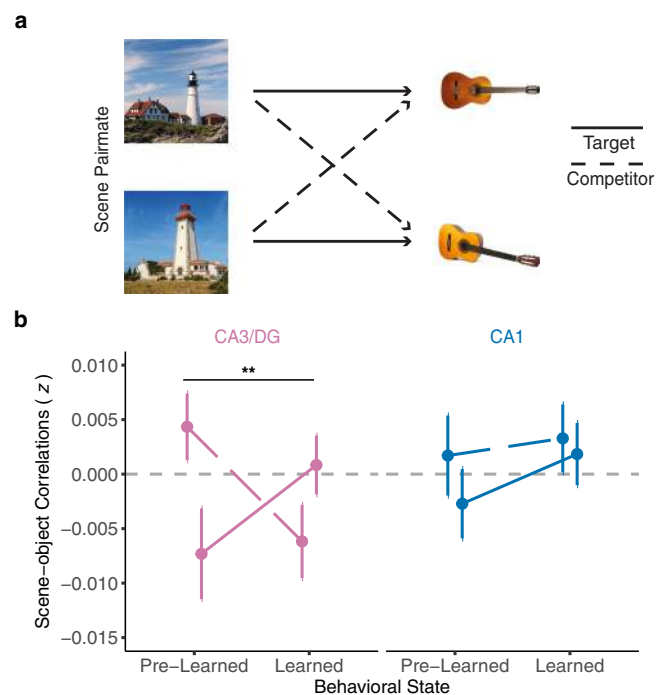 a
Scene Pairmate
Target
Competitor
b
CA3/DG
CA1
Scene-object Correlations ( z )
0.010
0.005
0.000
−0.005
−0.010
−0.015
**
Pre−Learned
Learned
Pre−Learned
Learned
Behavioral State